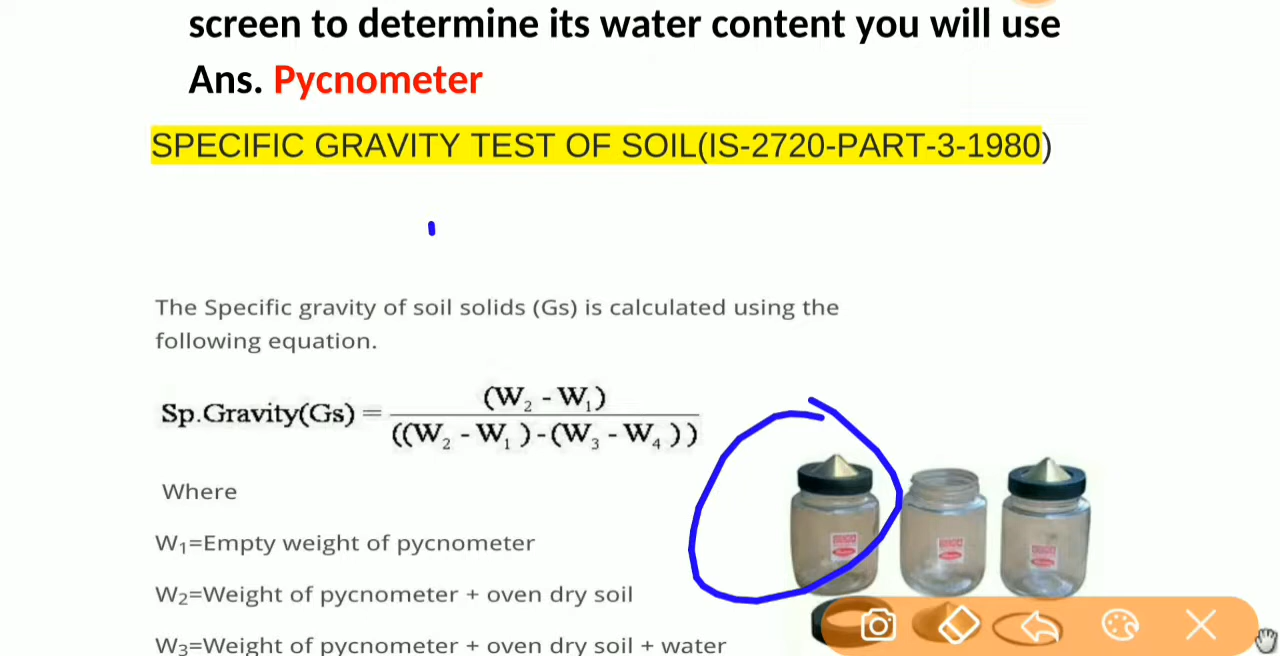 screen to determine its water content you will use
Ans. Pycnometer
SPECIFIC GRAVITY TEST OF SOIL(IS-2720-PART-3-1980)
The Specific gravity of soil solids (Gs) is calculated using the
following equation.
Sp.Gravity(Gs) = (W₂ - W₁) / ((W₂ - W₁) - (W₃ - W₄))
Where
W₁=Empty weight of pycnometer
W₂=Weight of pycnometer + oven dry soil
W₃=Weight of pycnometer + oven dry soil + water